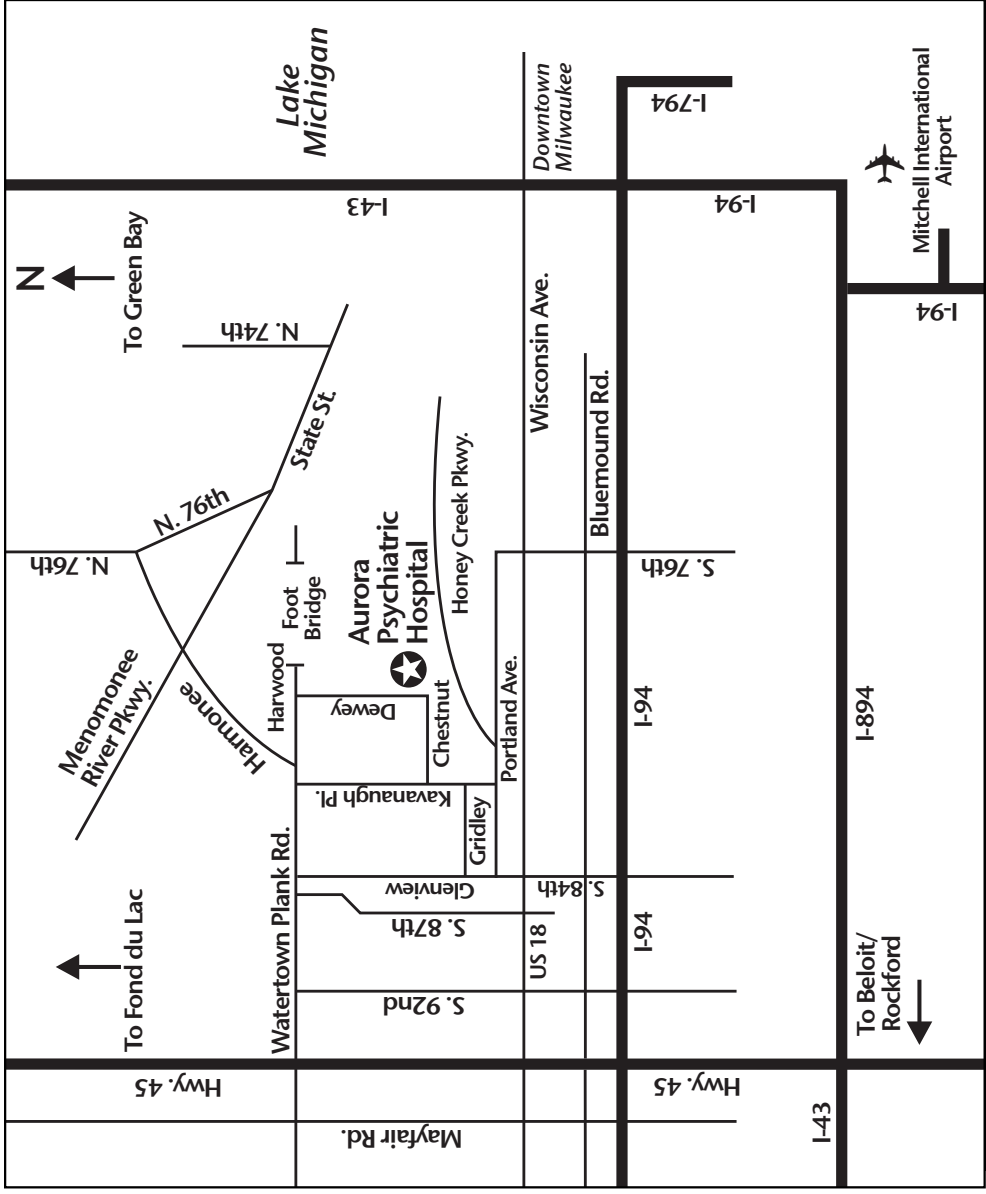 Lake
Michigan
N
To Green Bay
I-43
Downtown
Milwaukee
I-794
I-94
Mitchell International
Airport
I-94
N. 74th
State St.
Wisconsin Ave.
Bluemound Rd.
N. 76th
N. 76th
Honey Creek Pkwy.
S. 76th
Foot
Bridge
Aurora
Psychiatric
Hospital
Menomonee
River Pkwy.
Harmonee
Harwood
Dewey
Chestnut
Portland Ave.
I-94
I-894
Kavanaugh Pl.
Gridley
Watertown Plank Rd.
Glenview
S. 84th
S. 87th
US 18
I-94
To Fond du Lac
S. 92nd
To Beloit/
Rockford
Hwy. 45
Hwy. 45
Mayfair Rd.
I-43